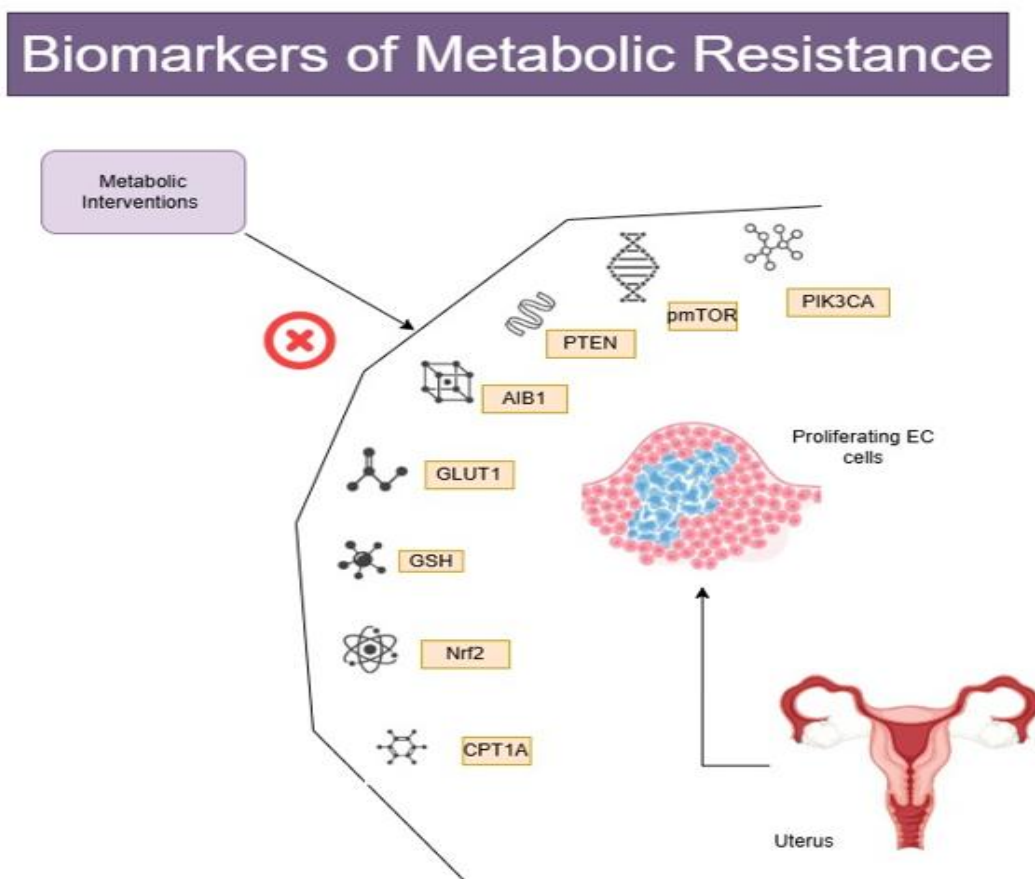 Biomarkers of Metabolic Resistance
Metabolic
Interventions
PIK3CA
pmTOR
PTEN
AIB1
Proliferating EC
cells
GLUT1
GSH
Nrf2
CPT1A
Uterus